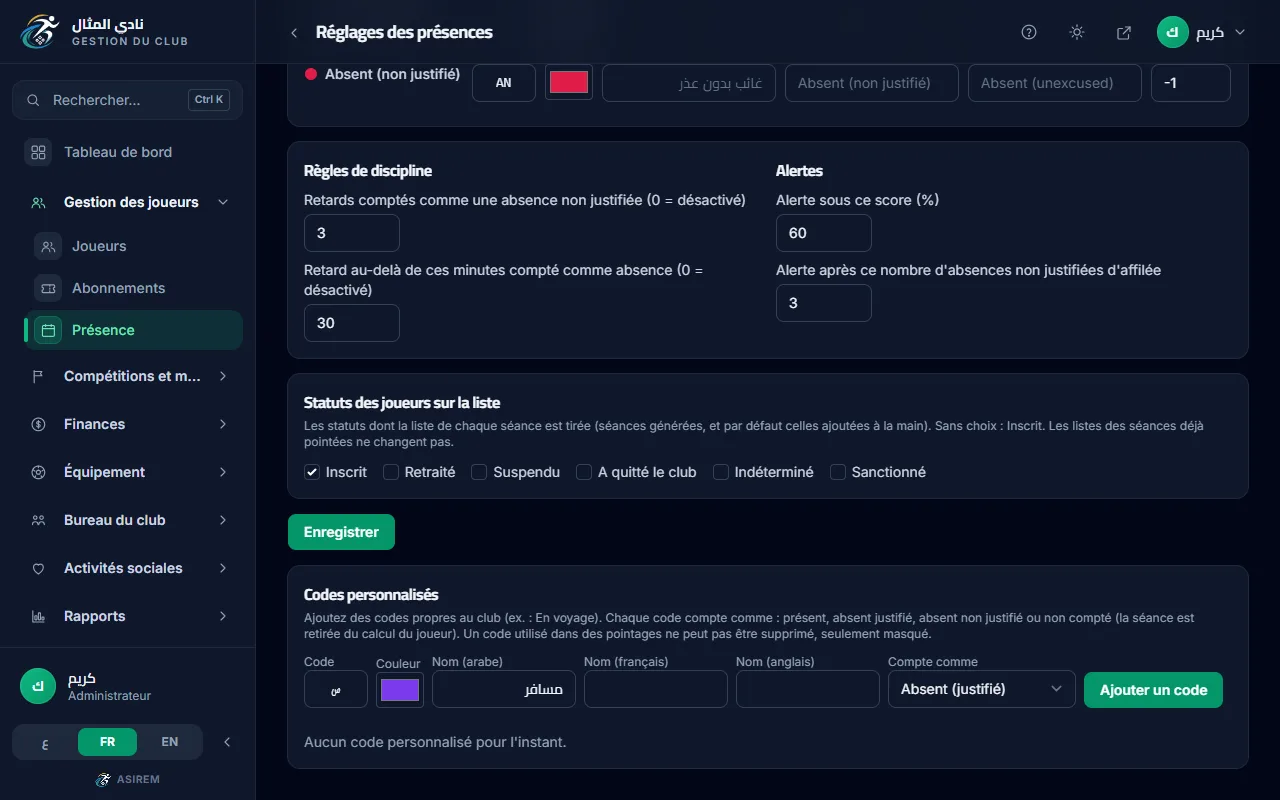 نادي المثال
GESTION DU CLUB
Rechercher...
Ctrl K
Tableau de bord
Gestion des joueurs
Joueurs
Abonnements
Présence
Compétitions et m...
Finances
Équipement
Bureau du club
Activités sociales
Rapports
ك
كريم
Administrateur
ع
FR
EN
ASIREM
Réglages des présences
ك
كريم
Absent (non justifié)
AN
غائب بدون عذر
Absent (non justifié)
Absent (unexcused)
-1
Règles de discipline
Retards comptés comme une absence non justifiée (0 = désactivé)
3
Retard au-delà de ces minutes compté comme absence (0 =
désactivé)
30
Alertes
Alerte sous ce score (%)
60
Alerte après ce nombre d'absences non justifiées d'affilée
3
Statuts des joueurs sur la liste
Les statuts dont la liste de chaque séance est tirée (séances générées, et par défaut celles ajoutées à la main). Sans choix : Inscrit. Les listes des séances déjà
pointées ne changent pas.
Inscrit
Retraité
Suspendu
A quitté le club
Indéterminé
Sanctionné
Enregistrer
Codes personnalisés
Ajoutez des codes propres au club (ex. : En voyage). Chaque code compte comme : présent, absent justifié, absent non justifié ou non compté (la séance est
retirée du calcul du joueur). Un code utilisé dans des pointages ne peut pas être supprimé, seulement masqué.
Code
Couleur
Nom (arabe)
Nom (français)
Nom (anglais)
Compte comme
مسافر
Absent (justifié)
Ajouter un code
Aucun code personnalisé pour l'instant.